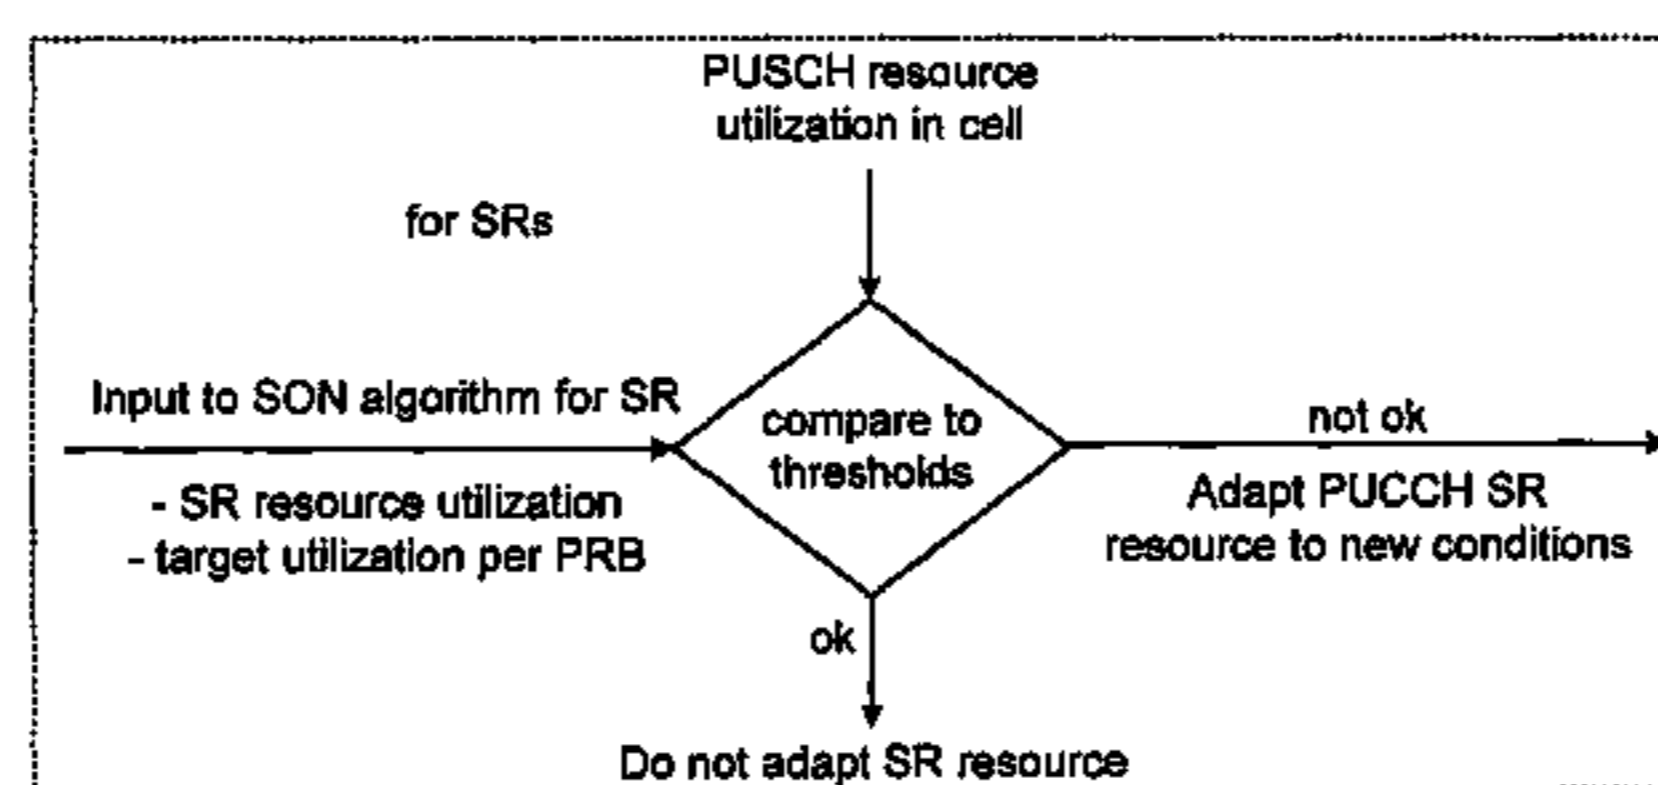 PUSCH resource
utilization in cell
for SRs
Input to SON algorithm for SR
- SR resource utilization
- target utilization per PRB
compare to
thresholds
not ok
Adapt PUCCH SR
resource to new conditions
ok
Do not adapt SR resource